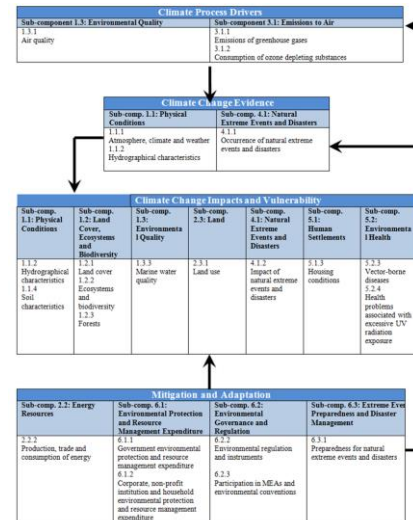 Climate Process Drivers
Sub-component 1.3: Environmental Quality
1.3.1
Air quality
Sub-component 3.1: Emissions to Air
3.1.1
Emissions of greenhouse gases
3.1.2
Consumption of ozone depleting substances
Climate Change Evidence
Sub-comp. 1.1: Physical
Conditions
1.1.1
Atmosphere, climate and weather
1.1.2
Hydrographical characteristics
Sub-comp. 4.1: Natural
Extreme Events and Disasters
4.1.1
Occurrence of natural extreme
events and disasters
Climate Change Impacts and Vulnerability
Sub-comp.
1.1: Physical
Conditions
1.1.2
Hydrographical
characteristics
1.1.4
Soil
characteristics
Sub-comp.
1.2: Land
Cover,
Ecosystems
and
Biodiversity
1.2.1
Land cover
1.2.2
Ecosystems
and
biodiversity
1.2.3
Forests
Sub-comp.
1.3:
Environmenta
l Quality
1.3.3
Marine water
quality
Sub-comp.
2.3: Land
2.3.1
Land use
Sub-comp.
4.1: Natural
Extreme
Events and
Disasters
4.1.2
Impact of
natural extreme
events and
disasters
Sub-comp.
5.1:
Human
Settlements
5.1.3
Housing
conditions
Sub-comp.
5.2:
Environmenta
l Health
5.2.3
Vector-borne
diseases
5.2.4
Health
problems
associated with
excessive UV
radiation
exposure
Mitigation and Adaptation
Sub-comp. 2.2: Energy
Resources
2.2.2
Production, trade and
consumption of energy
Sub-comp. 6.1:
Environmental Protection
and Resource
Management Expenditure
6.1.1
Government environmental
protection and resource
management expenditure
6.1.2
Corporate, non-profit
institution and household
environmental protection
and resource management
expenditure
Sub-comp. 6.2:
Environmental
Governance and
Regulation
6.2.2
Environmental regulation
and instruments
6.2.3
Participation in MEAs and
environmental conventions
Sub-comp. 6.3: Extreme Even
Preparedness and Disaster
Management
6.3.1
Preparedness for natural
extreme events and disasters